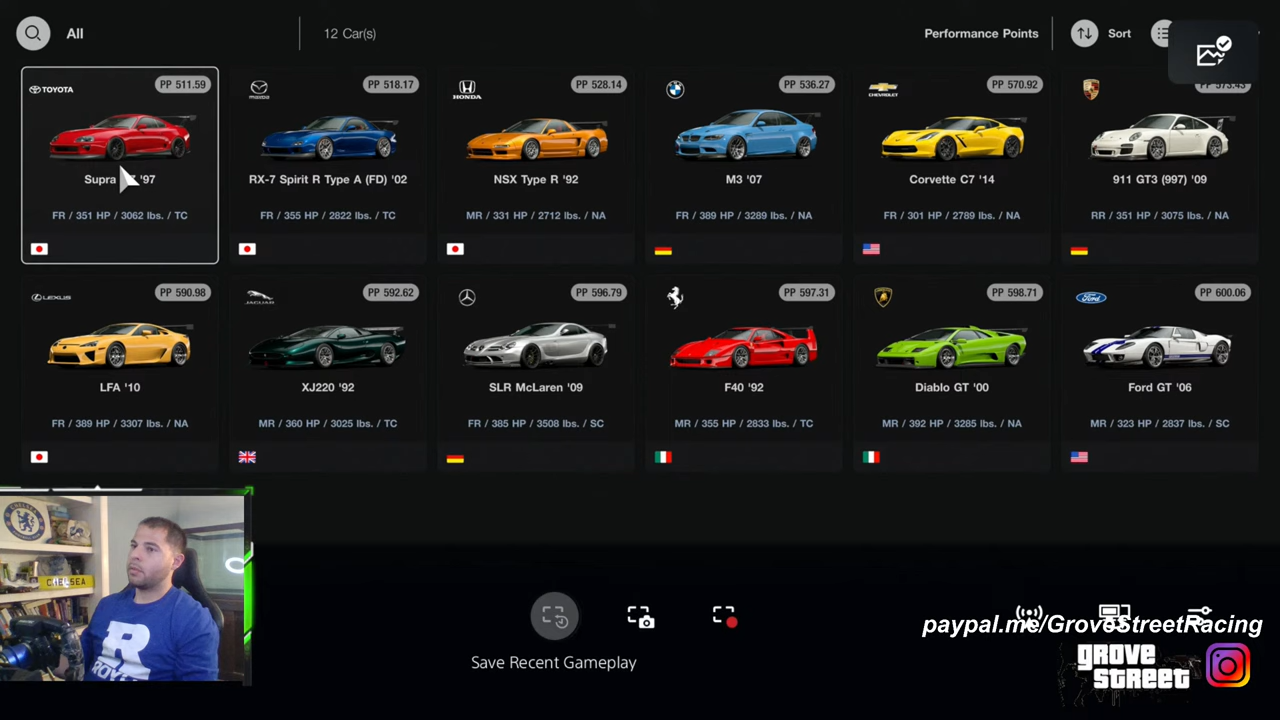 All
12 Car(s)
Performance Points
Sort
TOYOTA
PP 511.59
Supra
'97
FR / 351 HP / 3062 lbs. / TC
mazda
PP 518.17
RX-7 Spirit R Type A (FD) '02
FR / 355 HP / 2822 lbs. / TC
HONDA
PP 528.14
NSX Type R '92
MR / 331 HP / 2712 lbs. / NA
PP 536.27
M3 '07
FR / 389 HP / 3289 lbs. / NA
CHEVROLET
PP 570.92
Corvette C7 '14
FR / 301 HP / 2789 lbs. / NA
PP 573.43
911 GT3 (997) '09
RR / 351 HP / 3075 lbs. / NA
LEXUS
PP 590.98
LFA '10
FR / 389 HP / 3307 lbs. / NA
JAGUAR
PP 592.62
XJ220 '92
MR / 360 HP / 3025 lbs. / TC
PP 596.79
SLR McLaren '09
FR / 385 HP / 3508 lbs. / SC
PP 597.31
F40 '92
MR / 355 HP / 2833 lbs. / TC
PP 598.71
Diablo GT '00
MR / 392 HP / 3285 lbs. / NA
Ford
PP 600.06
Ford GT '06
MR / 323 HP / 2837 lbs. / SC
CHELSEA
R
Save Recent Gameplay
paypal.me/GroveStreetRacing
grove
street